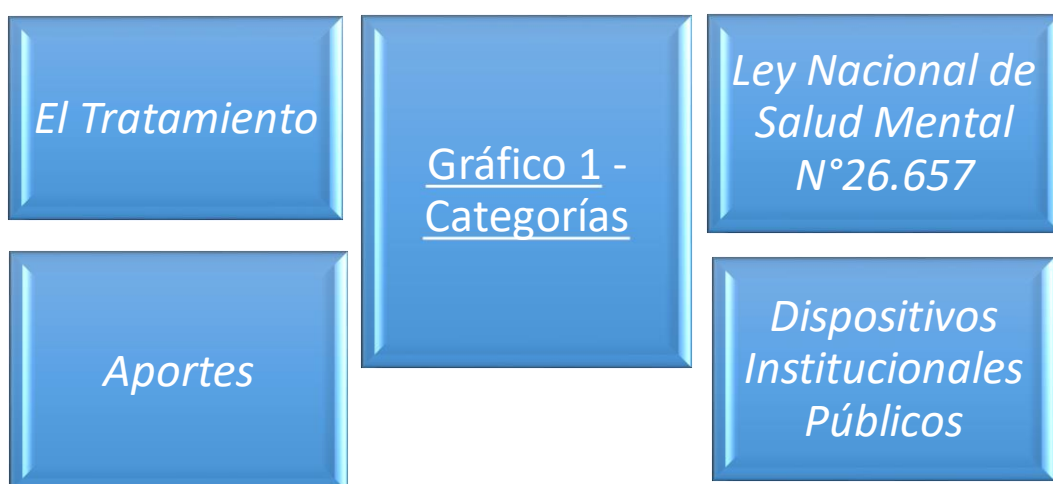 El Tratamiento
Gráfico 1 -
Categorías
Ley Nacional de
Salud Mental
N°26.657
Aportes
Dispositivos
Institucionales
Públicos